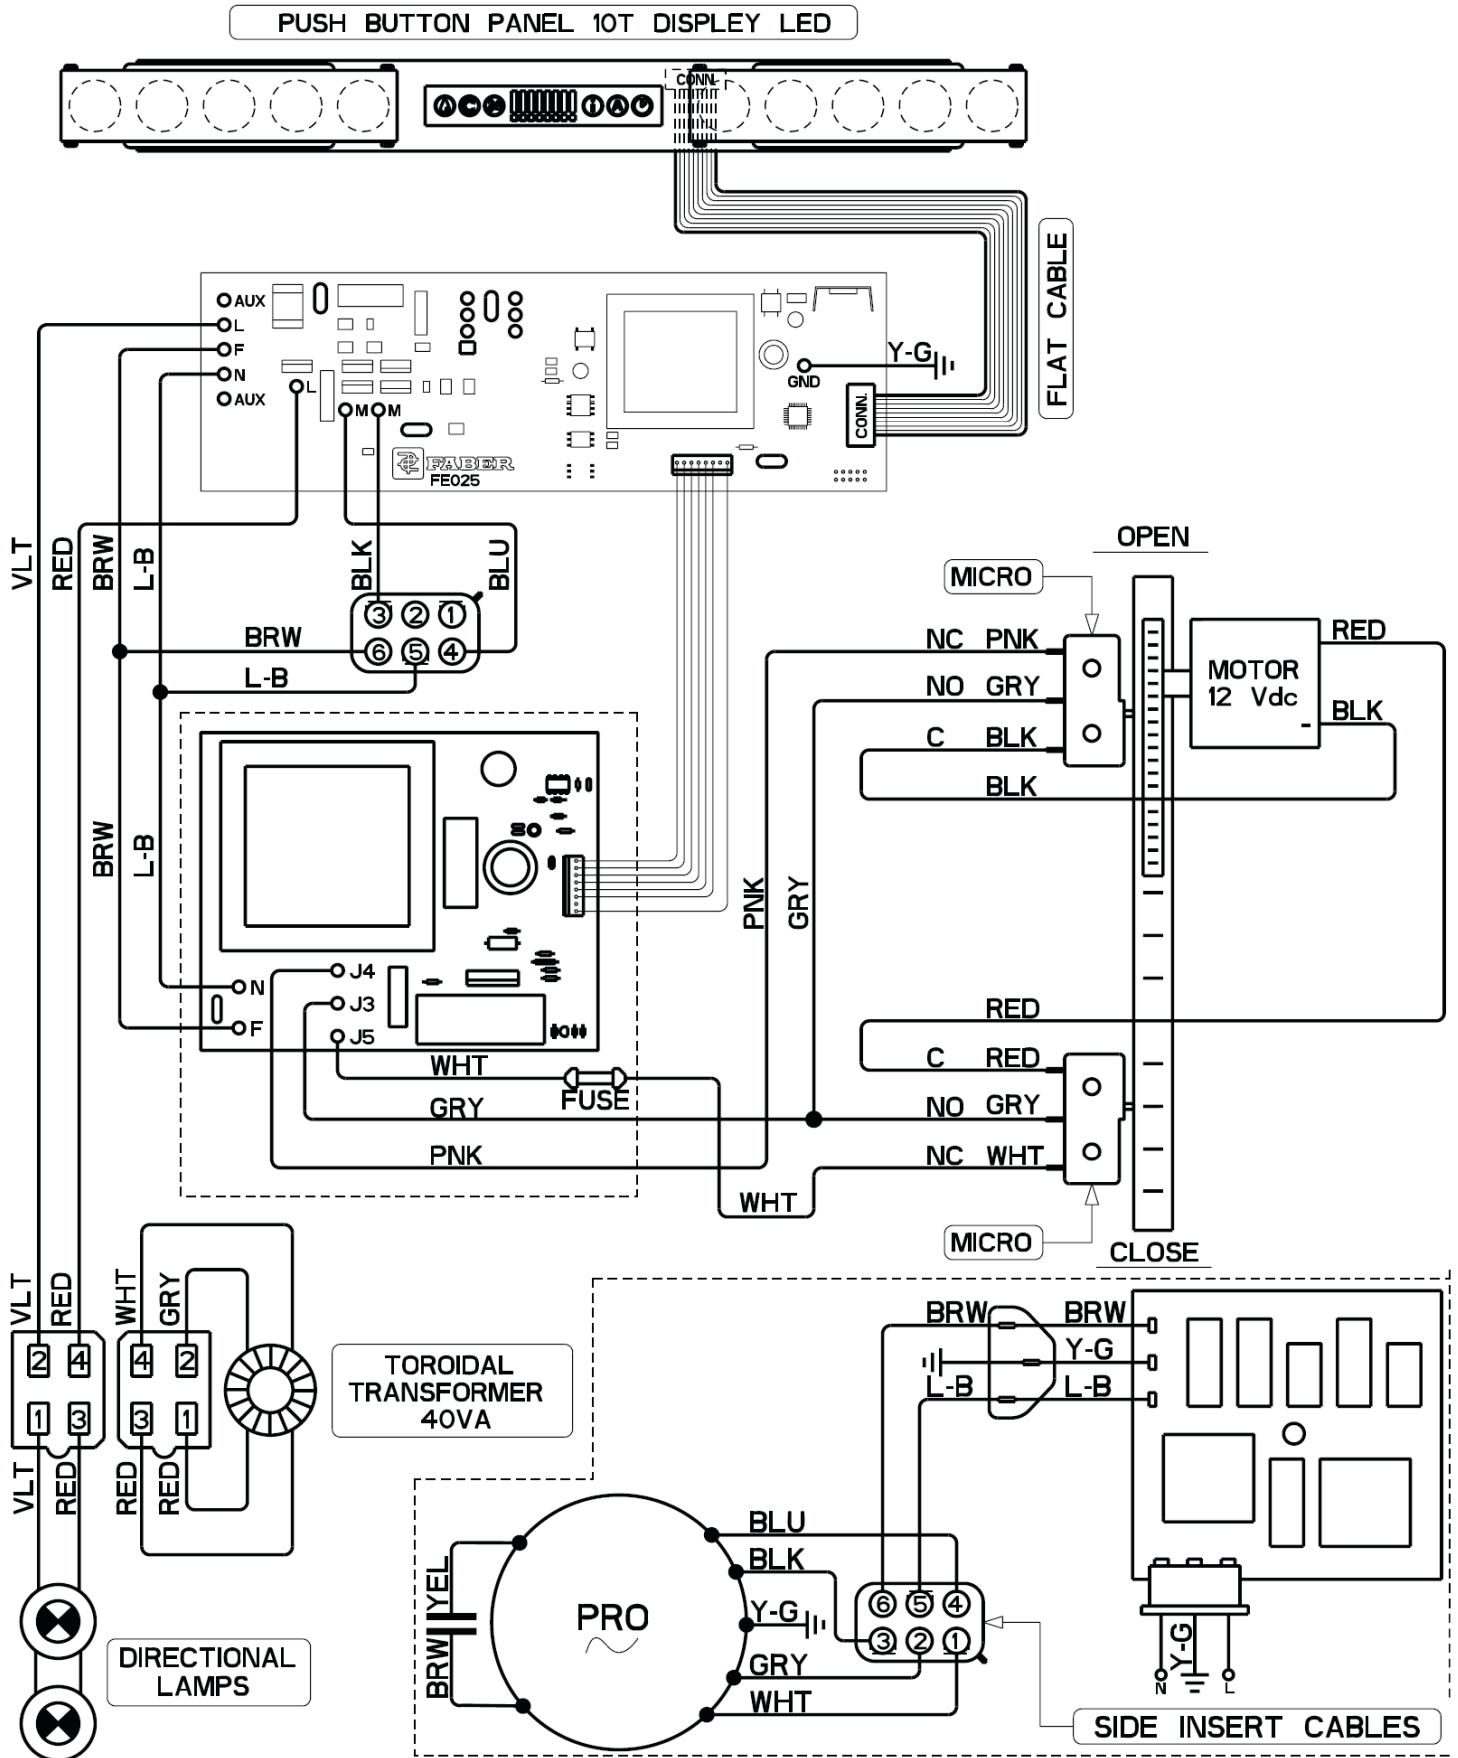 PUSH BUTTON PANEL 10T DISPLEY LED
CONN.
FLAT CABLE
AUX
L
F
N
AUX
L
M M
Y-G
GND
CONN.
FABER
FE025
VLT
RED
BRW
L-B
BLK
BLU
3 2 1
6 5 4
BRW
L-B
OPEN
MICRO
NC PNK
NO GRY
C BLK
BLK
MOTOR
12 Vdc
-
RED
BLK
BRW
L-B
PNK
GRY
N
F
J4
J3
J5
WHT
FUSE
GRY
PNK
WHT
RED
C RED
NO GRY
NC WHT
MICRO
CLOSE
VLT
RED
WHT
GRY
2 4
1 3
4 2
3 1
VLT
RED
RED
RED
TOROIDAL
TRANSFORMER
40VA
DIRECTIONAL
LAMPS
BRW BRW
Y-G
L-B L-B
YEL
BRW
PRO
BLU
BLK
Y-G
GRY
WHT
6 5 4
3 2 1
Y-G
N L
SIDE INSERT CABLES